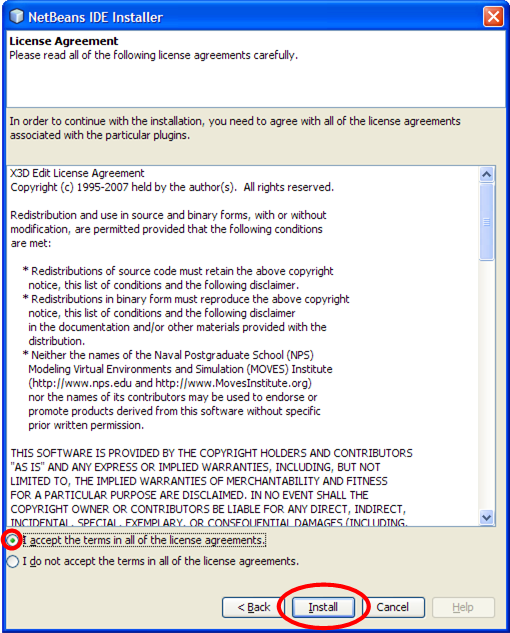 NetBeans IDE Installer
License Agreement
Please read all of the following license agreements carefully.
In order to continue with the installation, you need to agree with all of the license agreements
associated with the particular plugins.
X3D Edit License Agreement
Copyright (c) 1995-2007 held by the author(s).  All rights reserved.
Redistribution and use in source and binary forms, with or without
modification, are permitted provided that the following conditions
are met:
* Redistributions of source code must retain the above copyright
notice, this list of conditions and the following disclaimer.
* Redistributions in binary form must reproduce the above copyright
notice, this list of conditions and the following disclaimer
in the documentation and/or other materials provided with the
distribution.
* Neither the names of the Naval Postgraduate School (NPS)
Modeling Virtual Environments and Simulation (MOVES) Institute
(http://www.nps.edu and http://www.MovesInstitute.org)
nor the names of its contributors may be used to endorse or
promote products derived from this software without specific
prior written permission.
THIS SOFTWARE IS PROVIDED BY THE COPYRIGHT HOLDERS AND CONTRIBUTORS
"AS IS" AND ANY EXPRESS OR IMPLIED WARRANTIES, INCLUDING, BUT NOT
LIMITED TO, THE IMPLIED WARRANTIES OF MERCHANTABILITY AND FITNESS
FOR A PARTICULAR PURPOSE ARE DISCLAIMED. IN NO EVENT SHALL THE
COPYRIGHT OWNER OR CONTRIBUTORS BE LIABLE FOR ANY DIRECT, INDIRECT,
INCIDENTAL, SPECIAL, EXEMPLARY, OR CONSEQUENTIAL DAMAGES (INCLUDING,
I accept the terms in all of the license agreements.
I do not accept the terms in all of the license agreements.
< Back Install Cancel Help